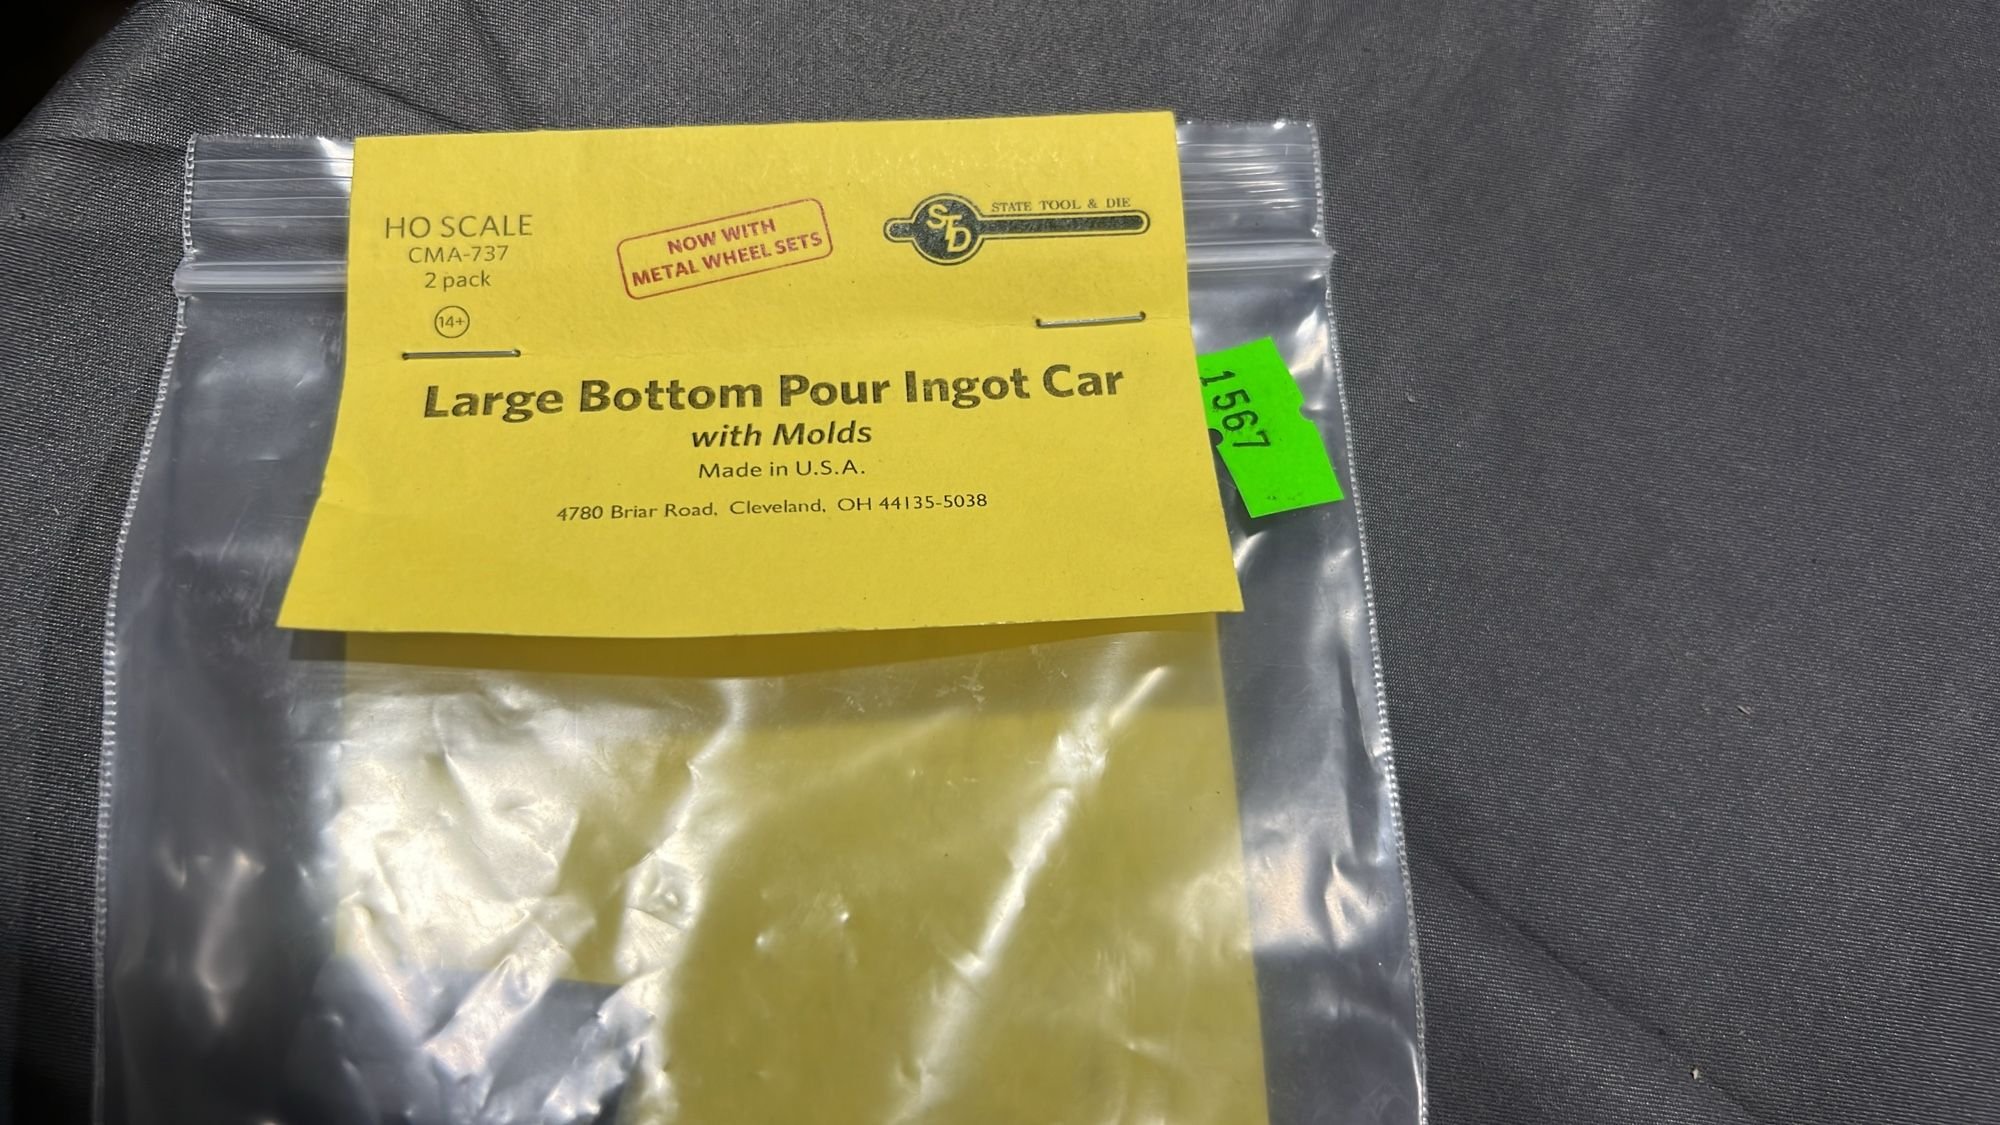 HO SCALE
CMA-737
2 pack
14+
NOW WITH
METAL WHEEL SETS
STD
STATE TOOL & DIE
Large Bottom Pour Ingot Car
with Molds
Made in U.S.A.
4780 Briar Road, Cleveland, OH 44135-5038
1567